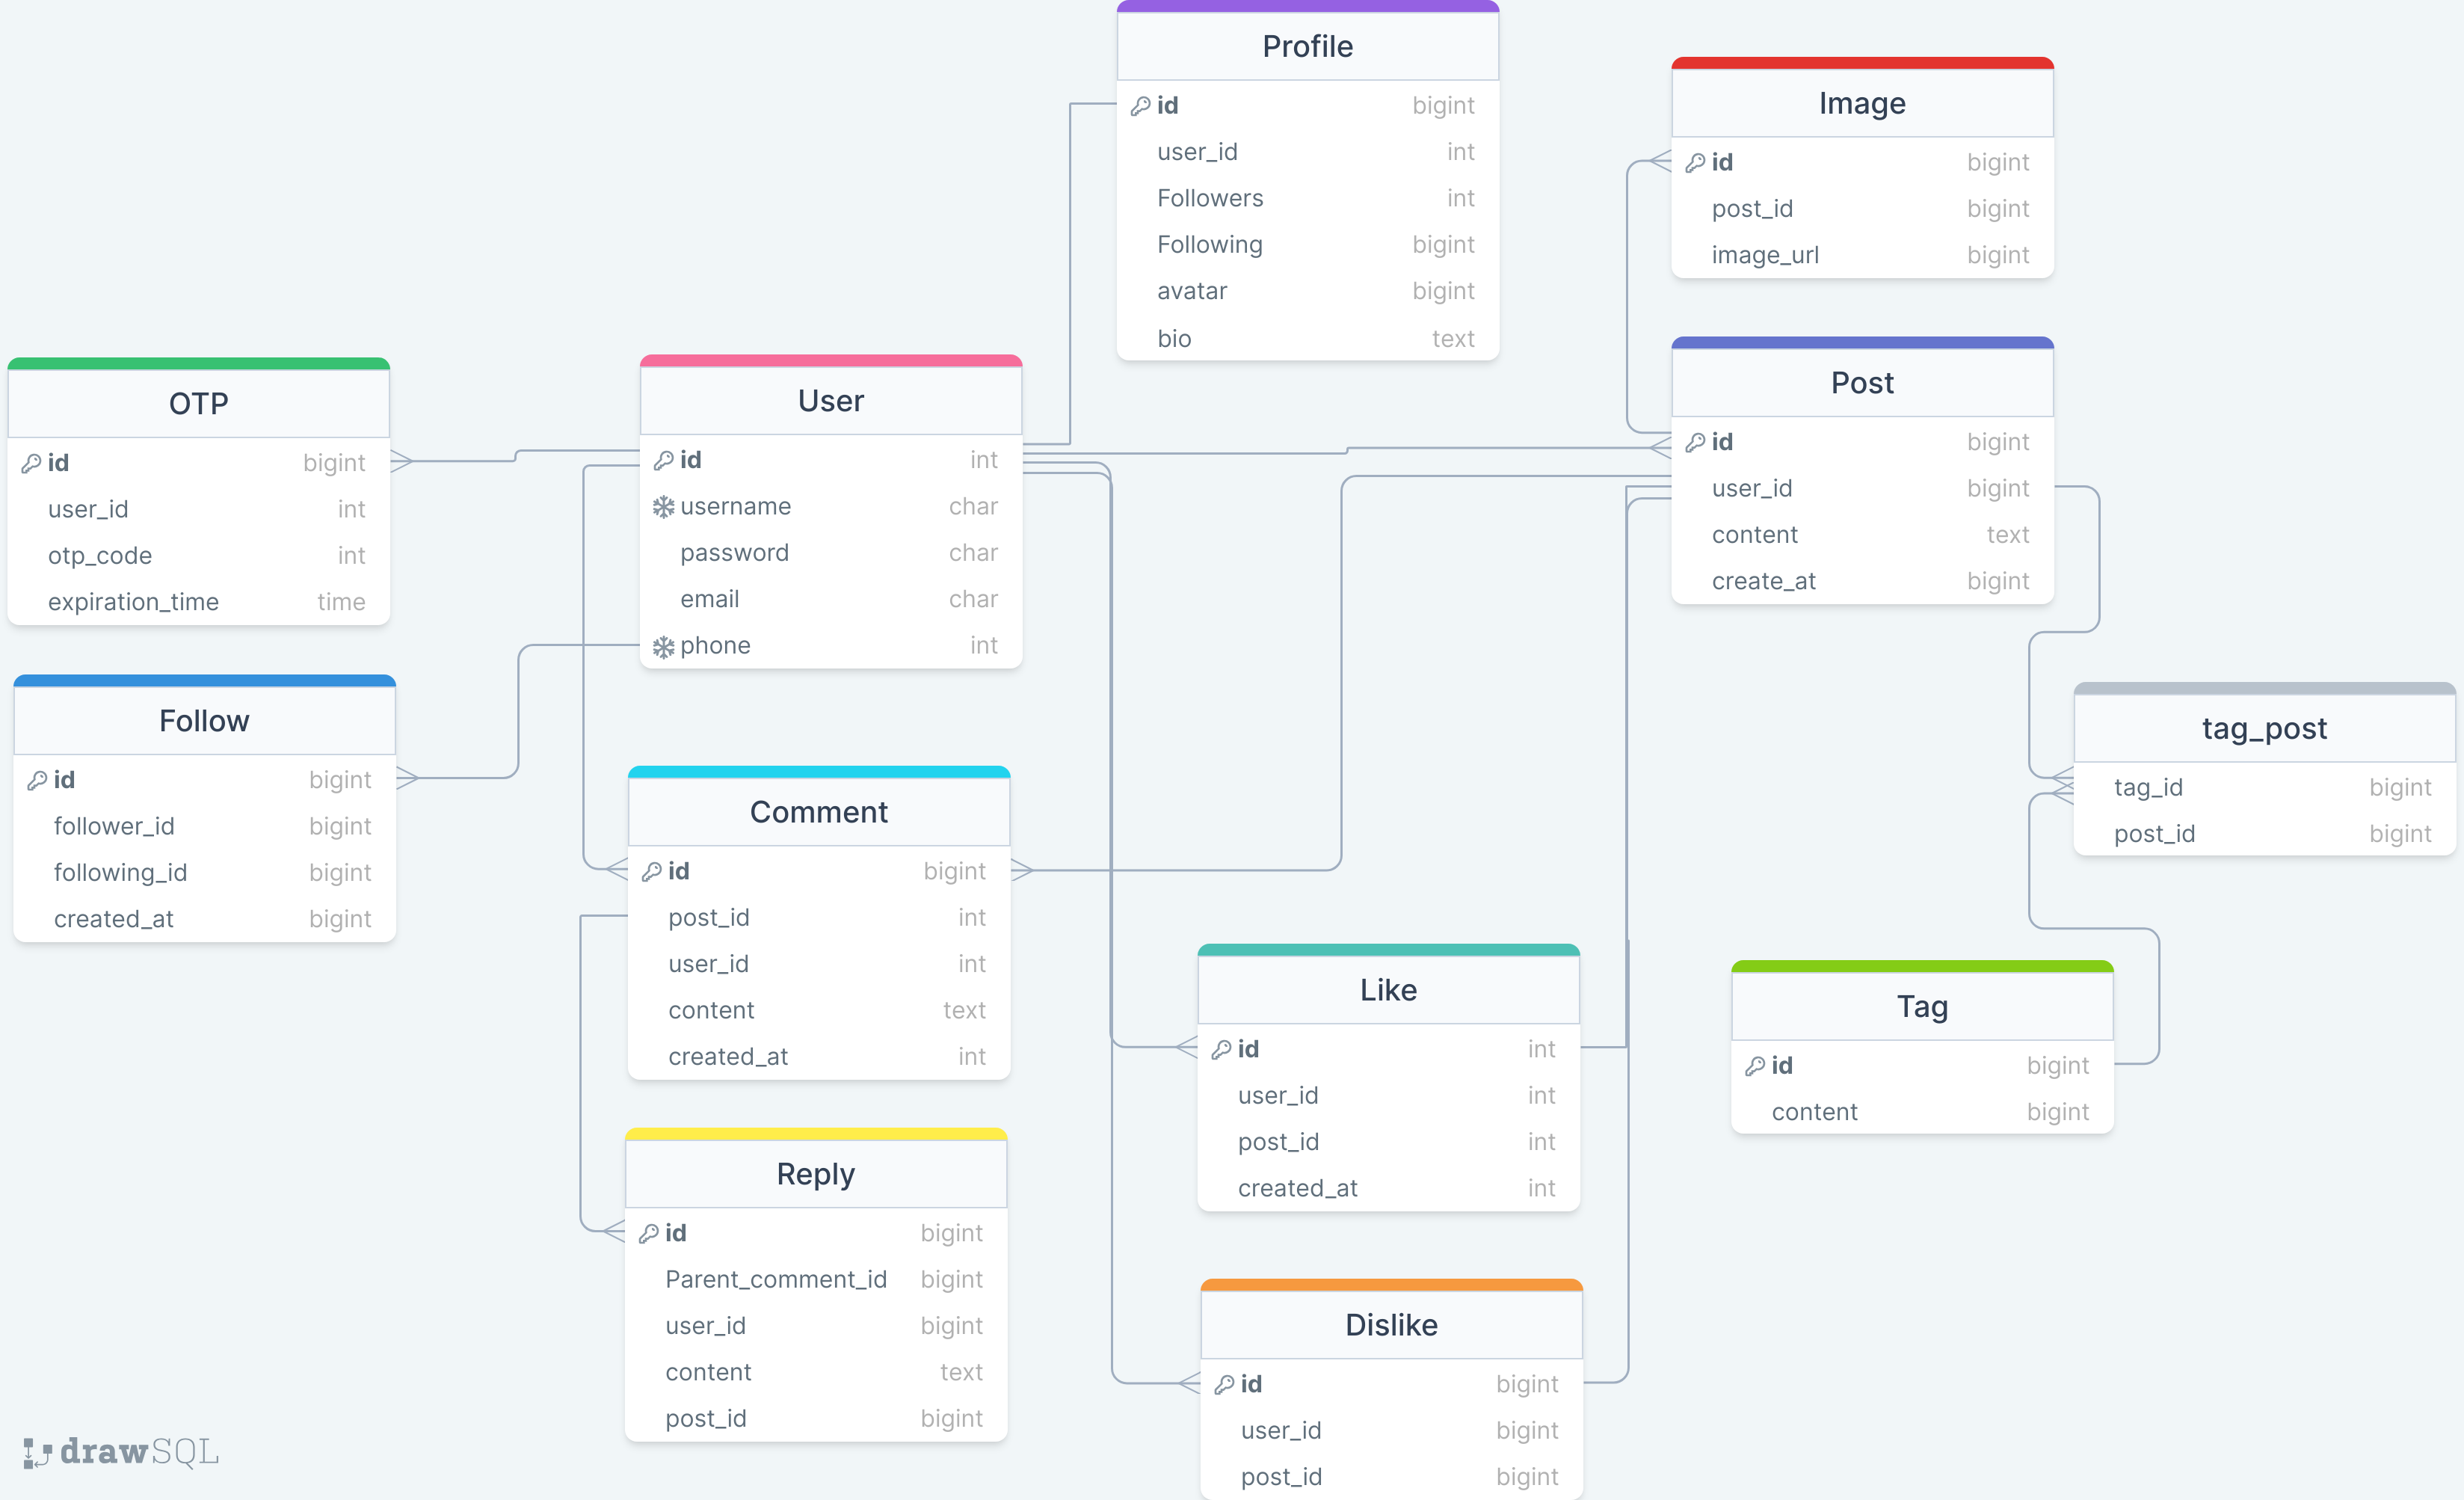 Profile
id bigint
user_id int
Followers int
Following bigint
avatar bigint
bio text
Image
id bigint
post_id bigint
image_url bigint
OTP
id bigint
user_id int
otp_code int
expiration_time time
User
id int
username char
password char
email char
phone int
Post
id bigint
user_id bigint
content text
create_at bigint
Follow
id bigint
follower_id bigint
following_id bigint
created_at bigint
Comment
id bigint
post_id int
user_id int
content text
created_at int
tag_post
tag_id bigint
post_id bigint
Like
id int
user_id int
post_id int
created_at int
Tag
id bigint
content bigint
Reply
id bigint
Parent_comment_id bigint
user_id bigint
content text
post_id bigint
Dislike
id bigint
user_id bigint
post_id bigint
drawSQL